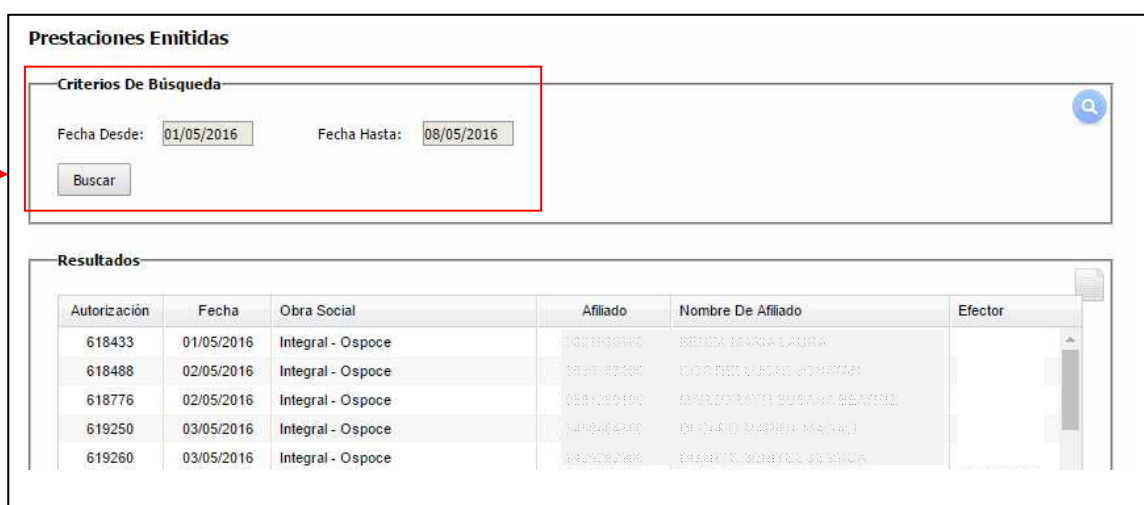 Prestaciones Emitidas
Criterios De Búsqueda
Fecha Desde: 01/05/2016 Fecha Hasta: 08/05/2016
Buscar
Resultados
Autorización Fecha Obra Social Afiliado Nombre De Afiliado Efector
618433 01/05/2016 Integral - Ospoce
618488 02/05/2016 Integral - Ospoce
618776 02/05/2016 Integral - Ospoce
619250 03/05/2016 Integral - Ospoce
619260 03/05/2016 Integral - Ospoce